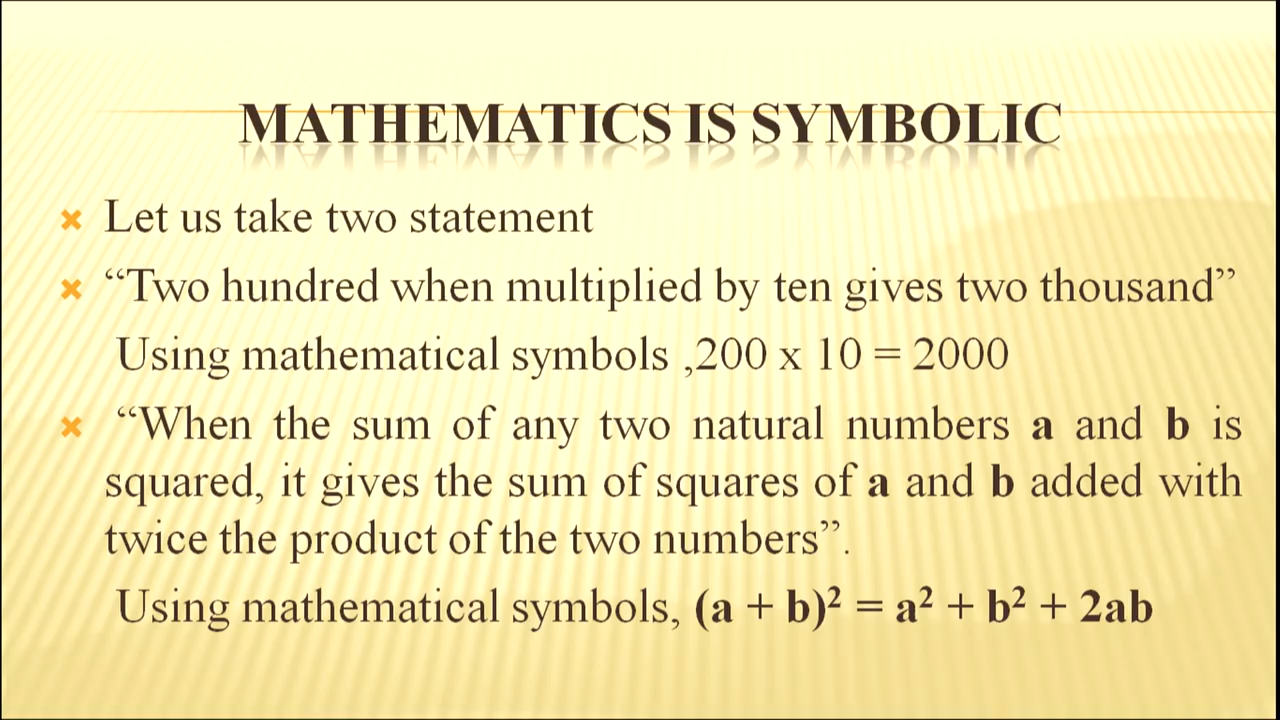 MATHEMATICS IS SYMBOLIC
Let us take two statement
“Two hundred when multiplied by ten gives two thousand”
Using mathematical symbols ,200 x 10 = 2000
“When the sum of any two natural numbers a and b is
squared, it gives the sum of squares of a and b added with
twice the product of the two numbers”.
Using mathematical symbols, (a + b)² = a² + b² + 2ab